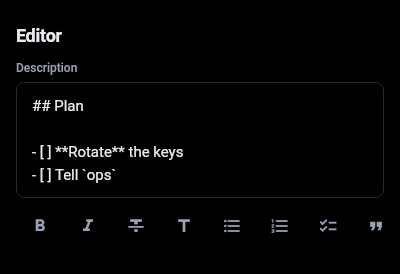 Editor
Description
## Plan

- [ ] **Rotate** the keys
- [ ] Tell `ops`
B I S T